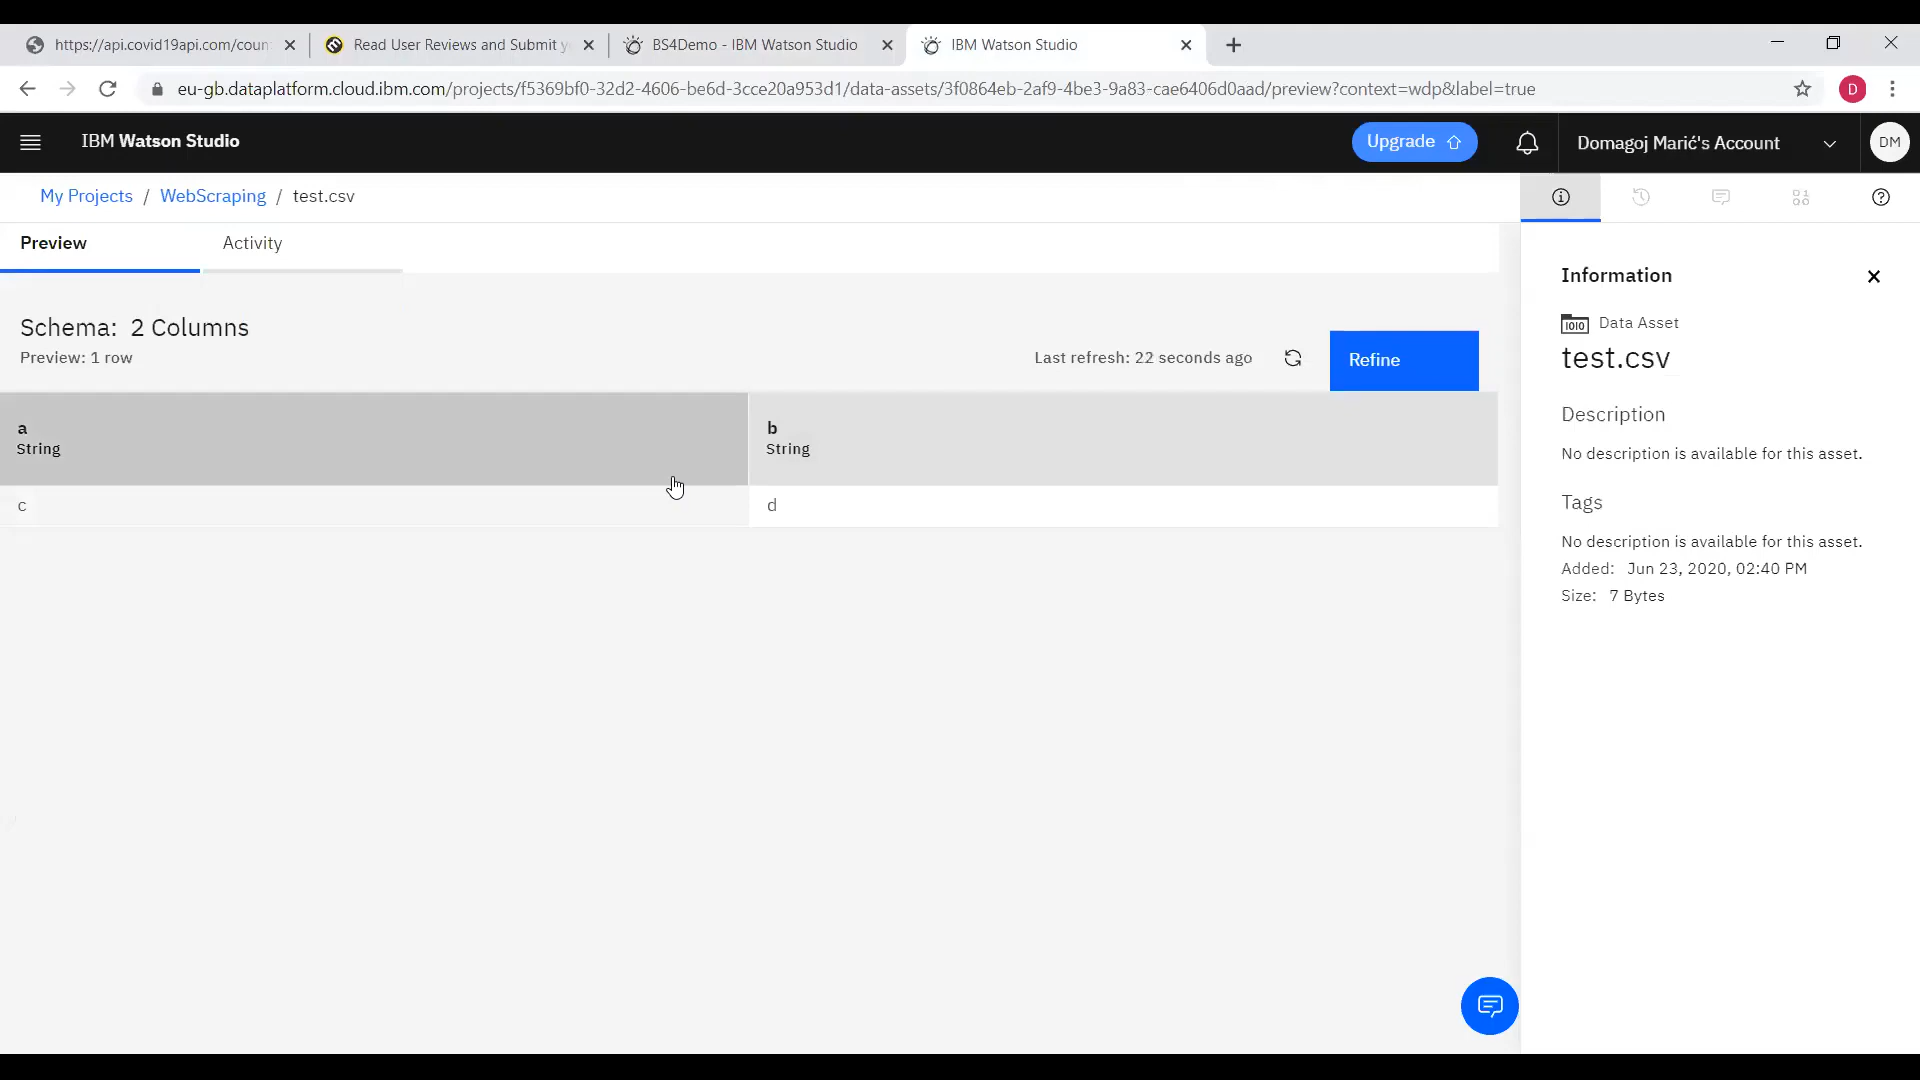 https://api.covid19api.com/coun
Read User Reviews and Submit y
BS4Demo - IBM Watson Studio
IBM Watson Studio
eu-gb.dataplatform.cloud.ibm.com/projects/f5369bf0-32d2-4606-be6d-3cce20a953d1/data-assets/3f0864eb-2af9-4be3-9a83-cae6406d0aad/preview?context=wdp&label=true
D
IBM Watson Studio
Upgrade
Domagoj Marić's Account
DM
My Projects / WebScraping / test.csv
Preview
Activity
Schema: 2 Columns
Preview: 1 row
Last refresh: 22 seconds ago
Refine
a
String
b
String
c
d
Information
Data Asset
test.csv
Description
No description is available for this asset.
Tags
No description is available for this asset.
Added: Jun 23, 2020, 02:40 PM
Size: 7 Bytes